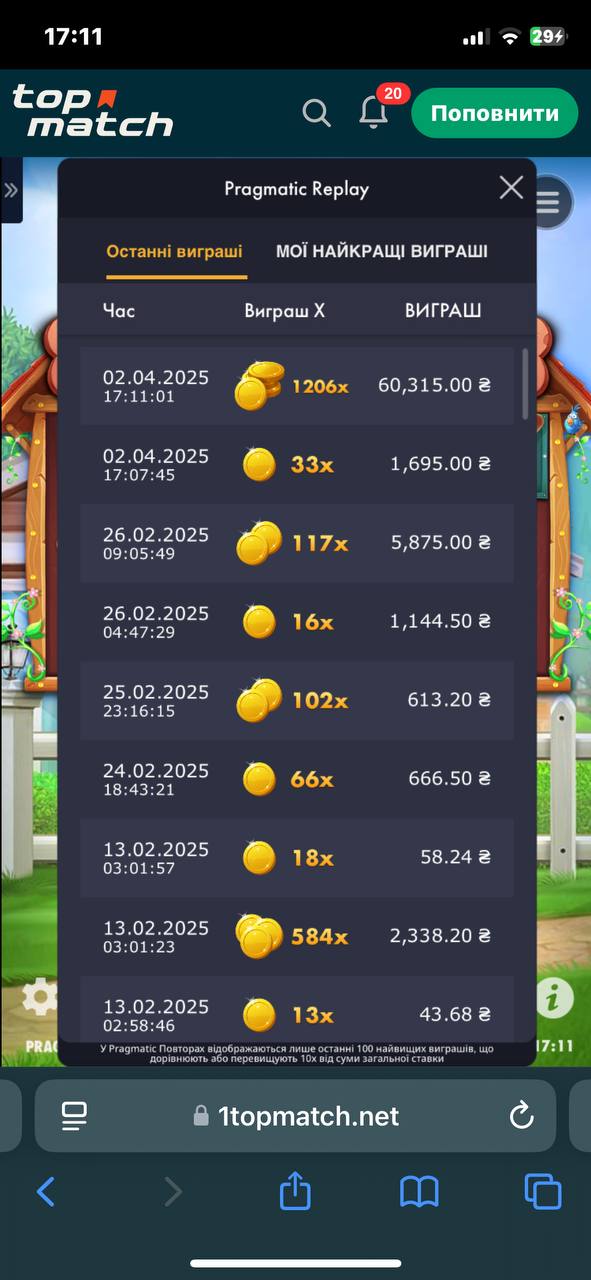 17:11
29
top
match
20
Поповнити
Pragmatic Replay
Останні виграші
МОЇ НАЙКРАЩІ ВИГРАШІ
Час
Виграш X
ВИГРАШ
02.04.2025
17:11:01
1206x
60,315.00 ₴
02.04.2025
17:07:45
33x
1,695.00 ₴
26.02.2025
09:05:49
117x
5,875.00 ₴
26.02.2025
04:47:29
16x
1,144.50 ₴
25.02.2025
23:16:15
102x
613.20 ₴
24.02.2025
18:43:21
66x
666.50 ₴
13.02.2025
03:01:57
18x
58.24 ₴
13.02.2025
03:01:23
584x
2,338.20 ₴
13.02.2025
02:58:46
13x
43.68 ₴
PRAG
17:11
У Pragmatic Повторах відображаються лише останні 100 найвищих виграшів, що
дорівнюють або перевищують 10x від суми загальної ставки
1topmatch.net